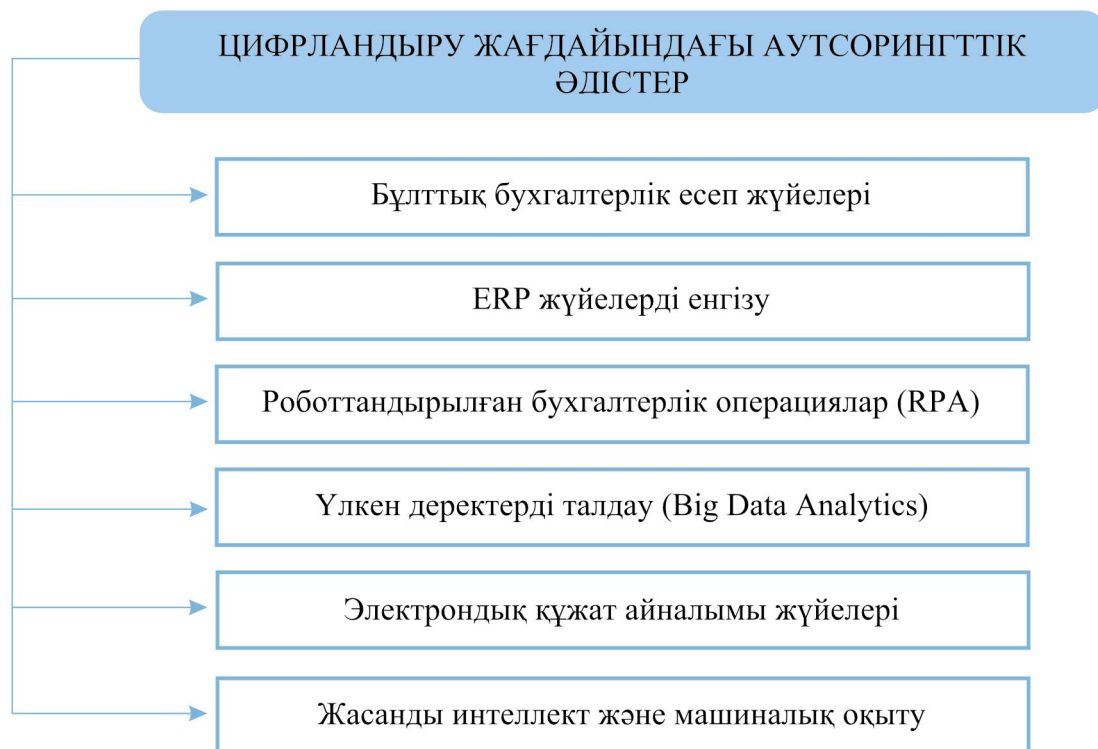 ЦИФРЛАНДЫРУ ЖАҒДАЙЫНДАҒЫ АУТСОРИНГТТІК
ӘДІСТЕР
Бұлттық бухгалтерлік есеп жүйелері
ERP жүйелерді енгізу
Роботтандырылған бухгалтерлік операциялар (RPA)
Үлкен деректерді талдау (Big Data Analytics)
Электрондық құжат айналымы жүйелері
Жасанды интеллект және машиналық оқыту